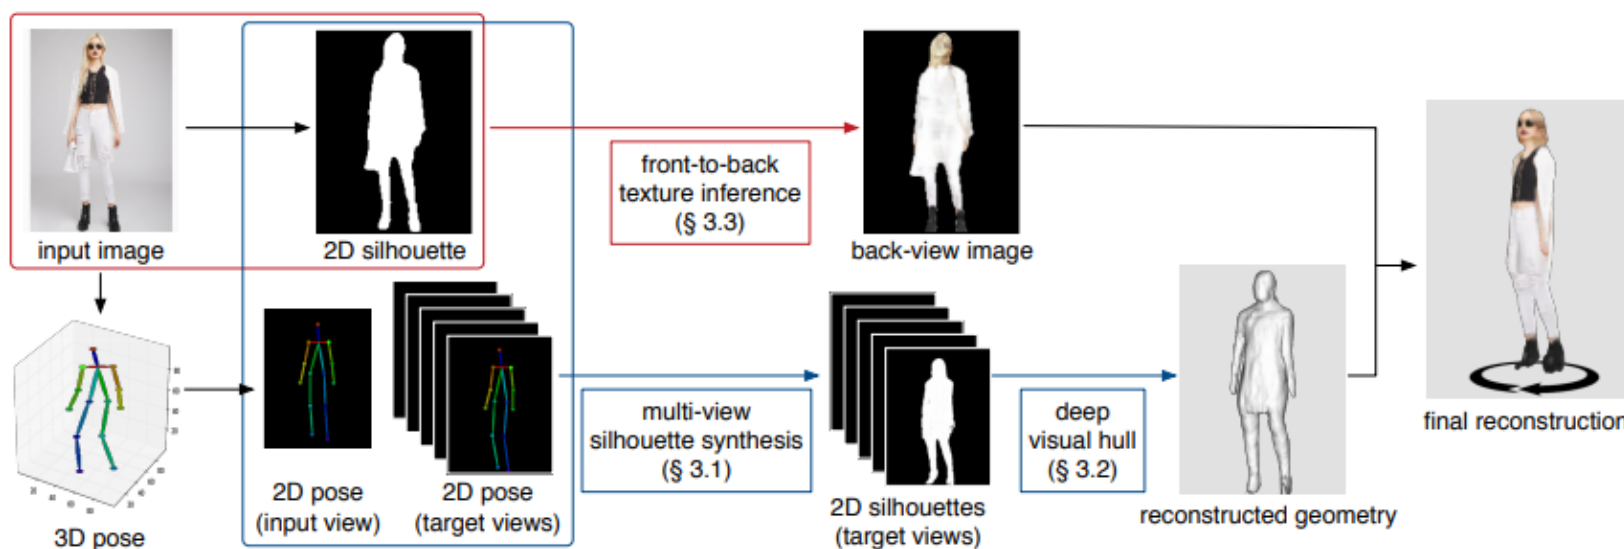 input image
2D silhouette
front-to-back
texture inference
(§ 3.3)
back-view image
3D pose
2D pose
(input view)
2D pose
(target views)
multi-view
silhouette synthesis
(§ 3.1)
2D silhouettes
(target views)
deep
visual hull
(§ 3.2)
reconstructed geometry
final reconstruction